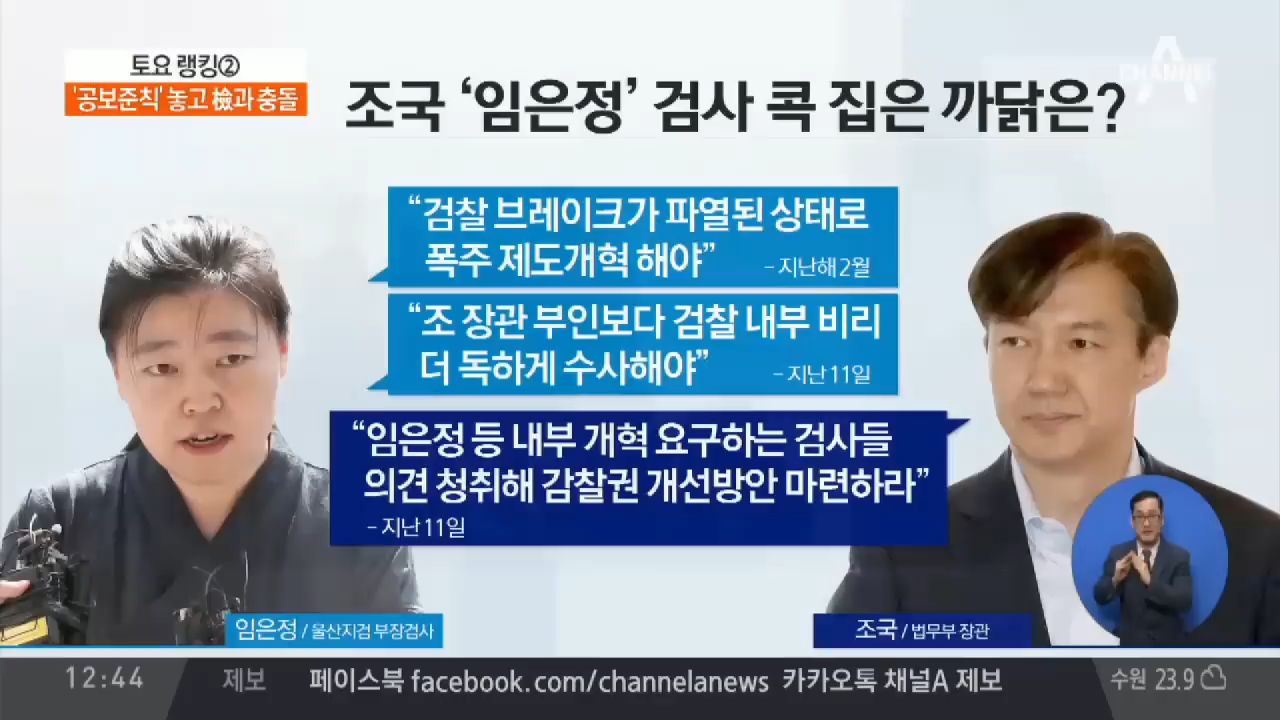 토요 랭킹②
'공보준칙' 놓고 檢과 충돌
조국 ‘임은정’ 검사 콕 집은 까닭은?
CHANNEL A
“검찰 브레이크가 파열된 상태로
폭주 제도개혁 해야”
- 지난해 2월
“조 장관 부인보다 검찰 내부 비리
더 독하게 수사해야”
- 지난 11일
“임은정 등 내부 개혁 요구하는 검사들
의견 청취해 감찰권 개선방안 마련하라”
- 지난 11일
임은정 / 울산지검 부장검사
조국 / 법무부 장관
12:44 제보 페이스북 facebook.com/channelanews 카카오톡 채널A 제보 수원 23.9